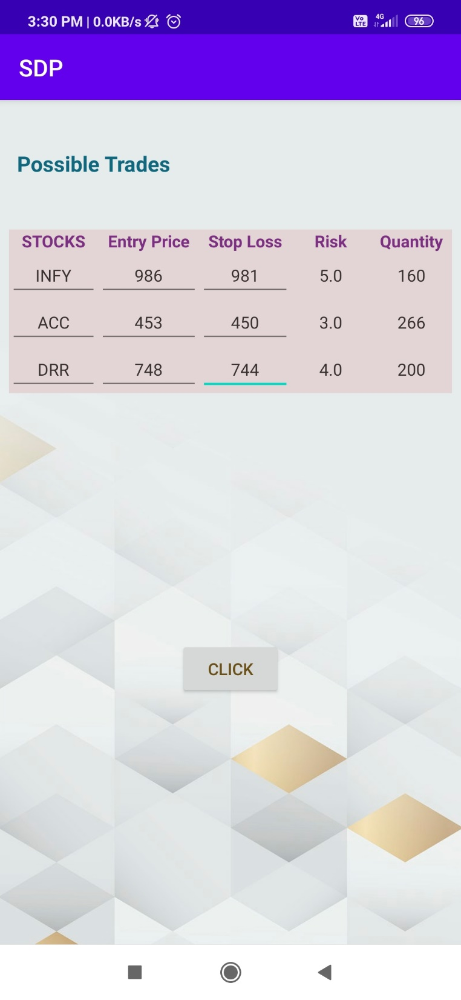 3:30 PM | 0.0KB/s Vo LTE 4G 96
SDP
Possible Trades
STOCKS Entry Price Stop Loss Risk Quantity
INFY 986 981 5.0 160
ACC 453 450 3.0 266
DRR 748 744 4.0 200
CLICK